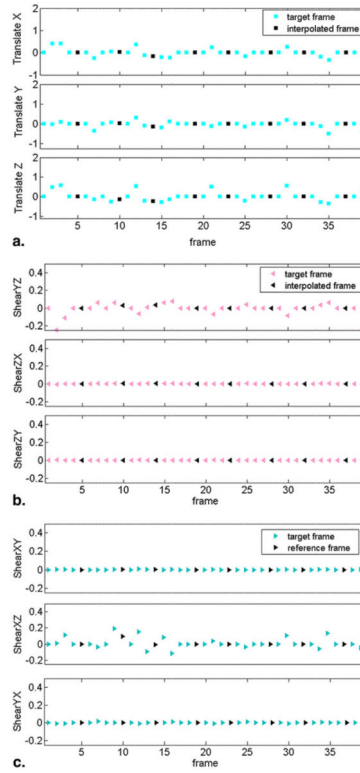 2
1
0
-1
Translate X
target frame
interpolated frame
2
1
0
-1
Translate Y
2
1
0
-1
Translate Z
5 10 15 20 25 30 35
frame
a.
0.4
0.2
0
-0.2
ShearYZ
target frame
interpolated frame
0.4
0.2
0
-0.2
ShearZX
0.4
0.2
0
-0.2
ShearZY
5 10 15 20 25 30 35
b.
0.4
0.2
0
-0.2
ShearXY
target frame
reference frame
0.4
0.2
0
-0.2
ShearXZ
0.4
0.2
0
-0.2
ShearYX
5 10 15 20 25 30 35
frame
c.